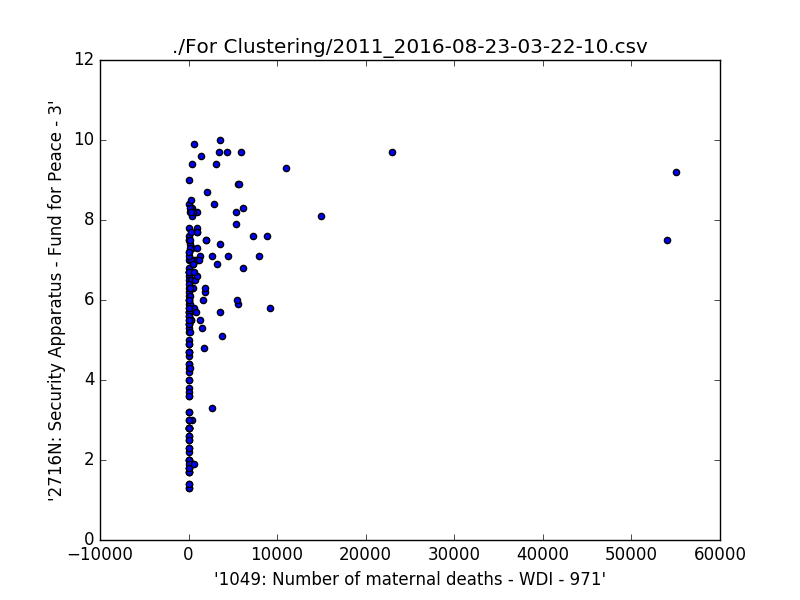 ./For Clustering/2011_2016-08-23-03-22-10.csv
12
10
8
6
4
2
0
'2716N: Security Apparatus - Fund for Peace - 3'
−10000 0 10000 20000 30000 40000 50000 60000
'1049: Number of maternal deaths - WDI - 971'